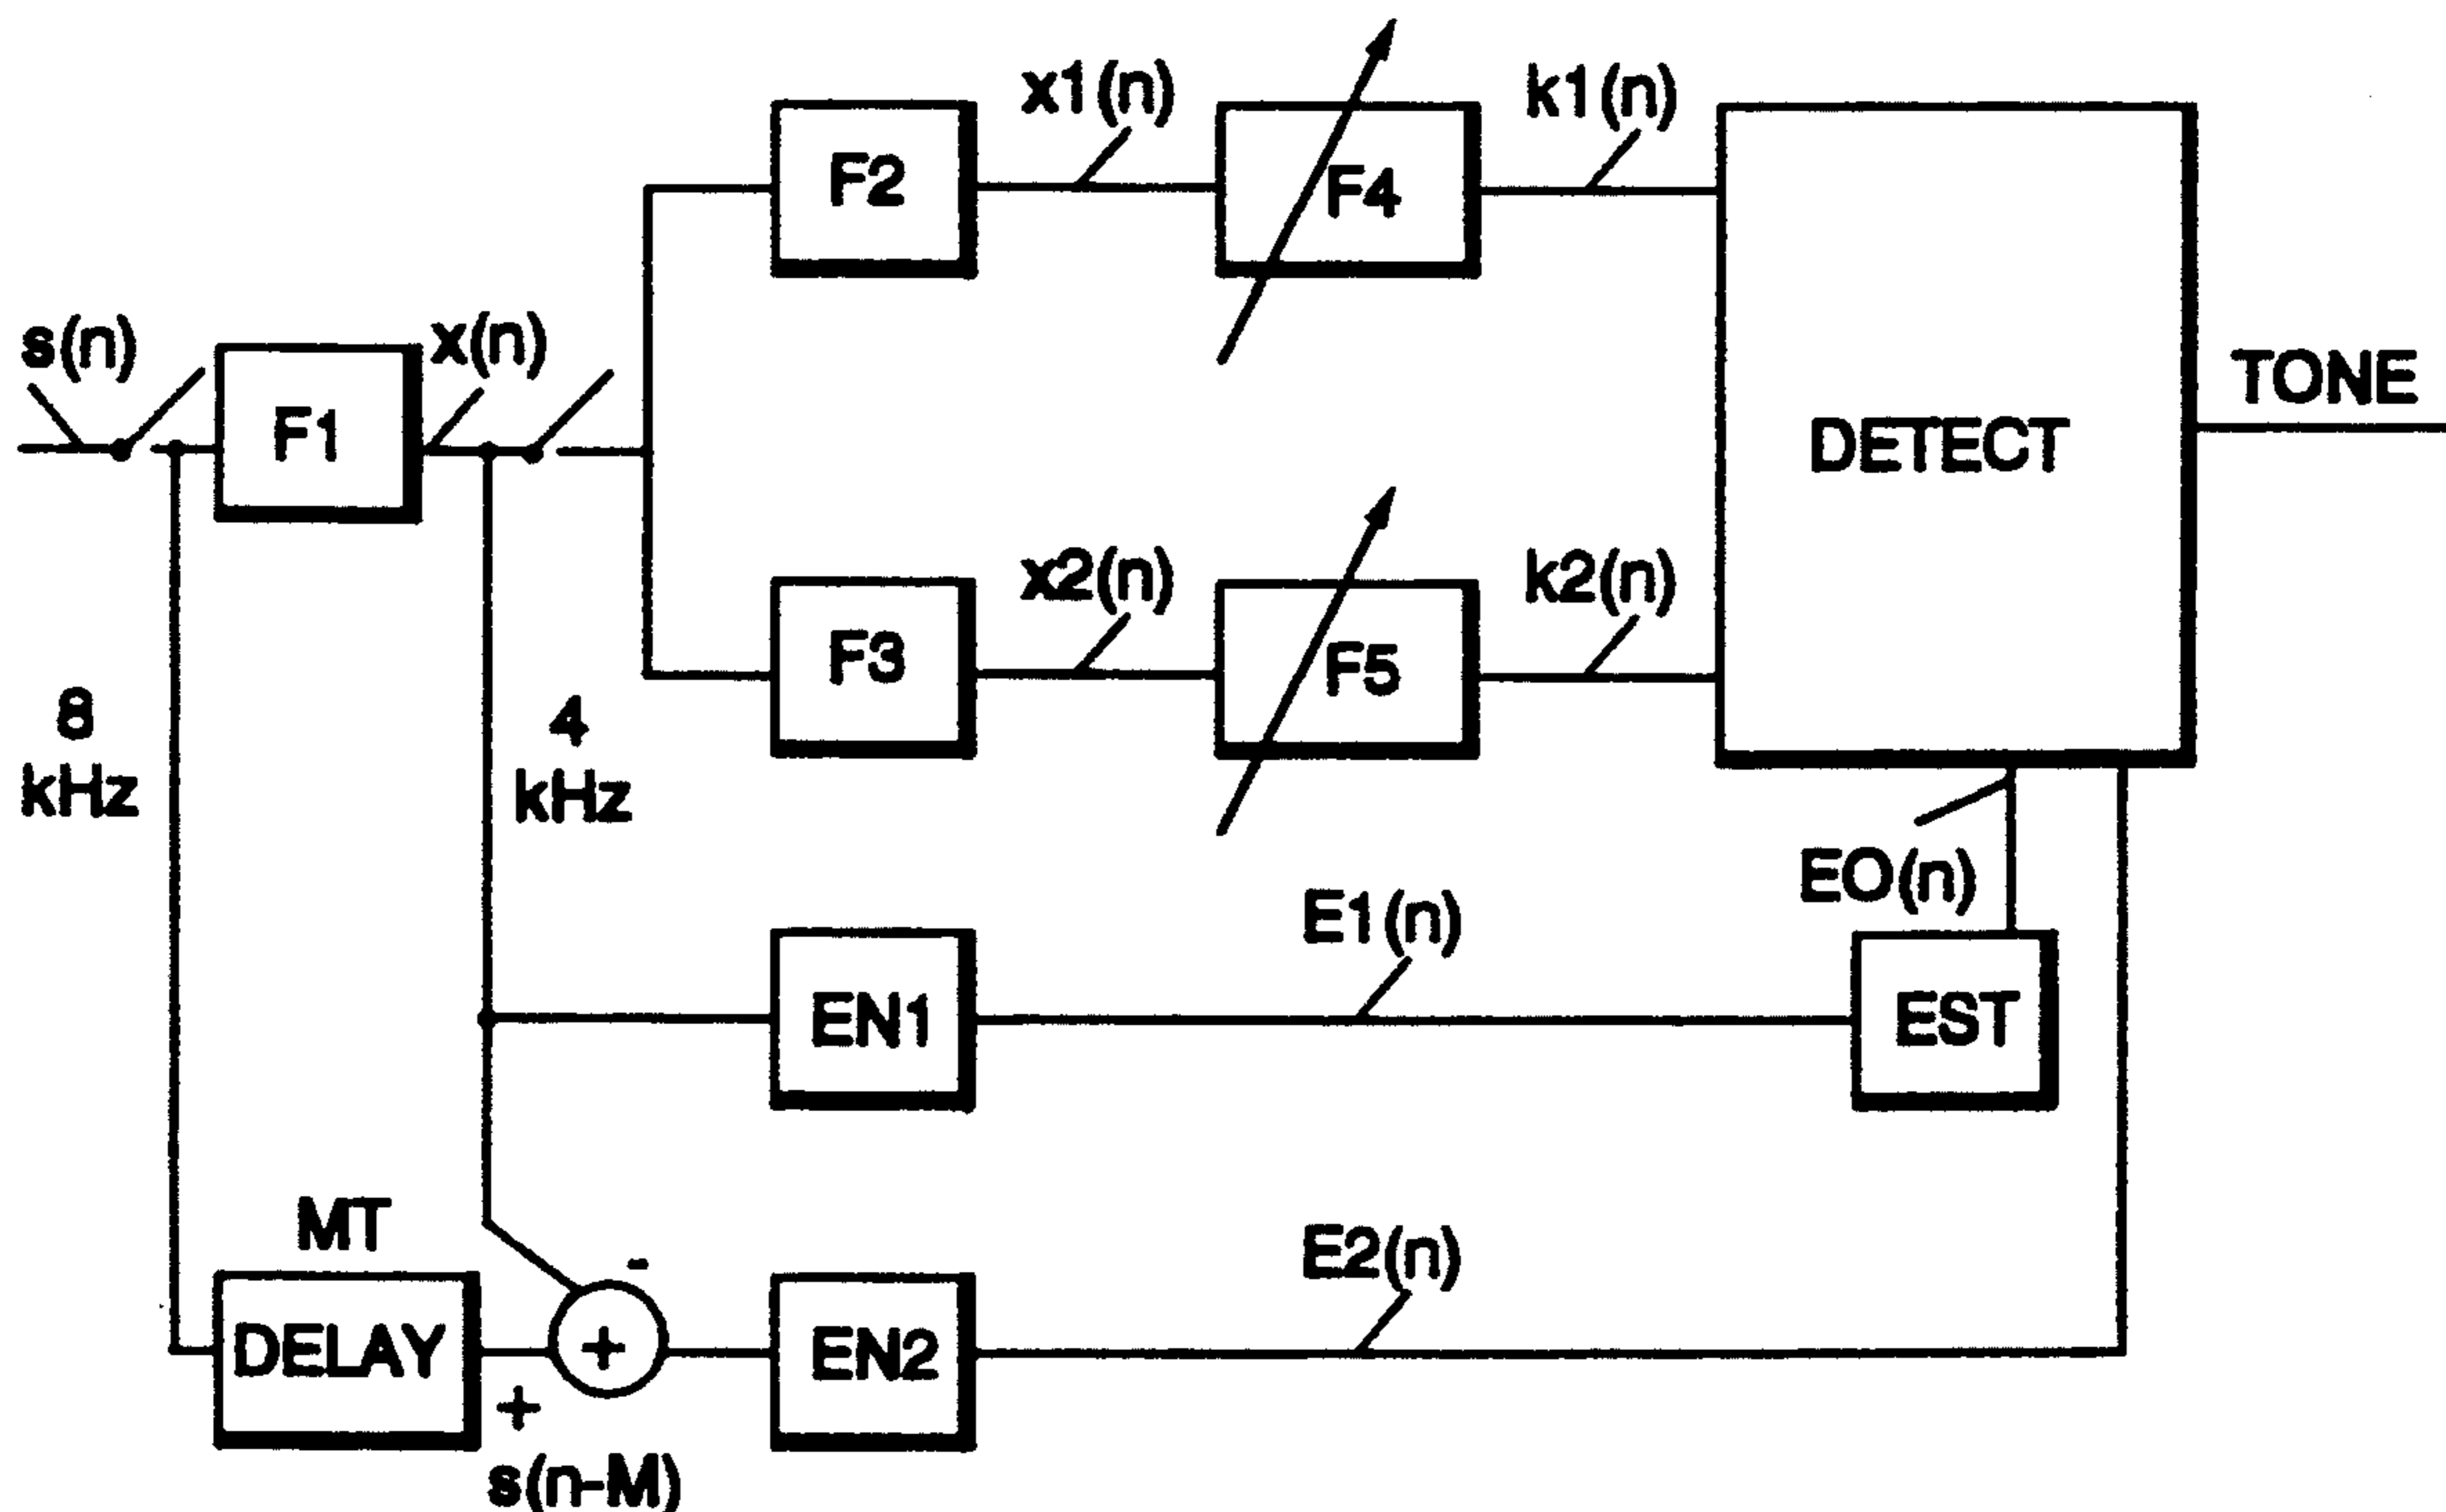 x1(n)
k1(n)
F2
F4
s(n)
x(n)
F1
DETECT
TONE
x2(n)
k2(n)
F3
F5
8
kHz
4
kHz
EO(n)
E1(n)
EN1
EST
MT
-
E2(n)
DELAY
+
EN2
+
s(n-M)